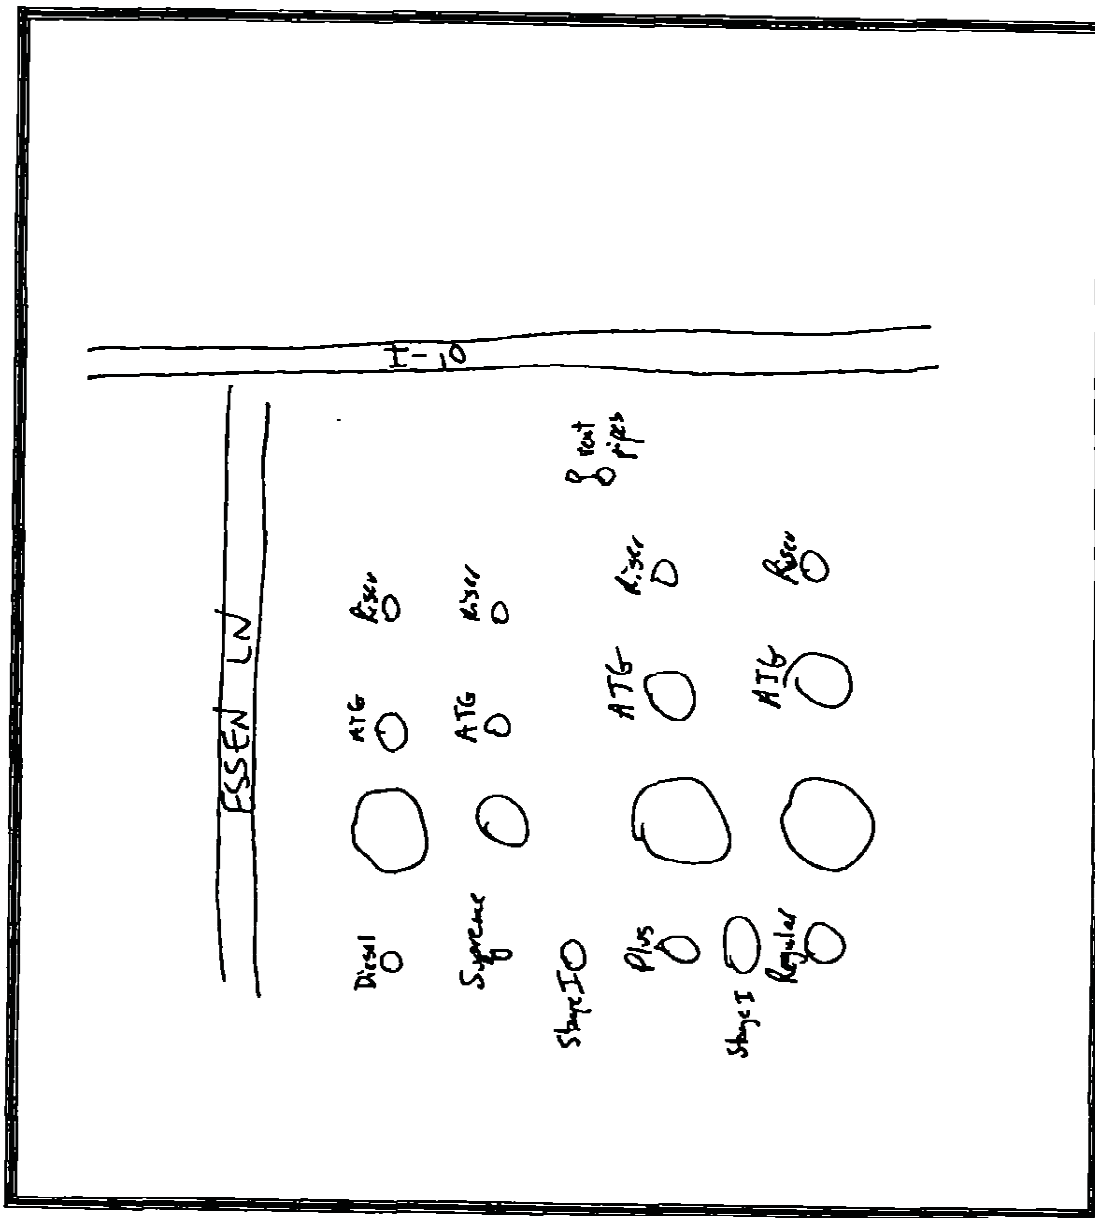 I-10
ESSEN LN
vent
pipes
Riser
Riser
Riser
Riser
ATG
ATG
ATG
ATG
Diesel
Supreme
Stage I
Plus
Stage I
Regular